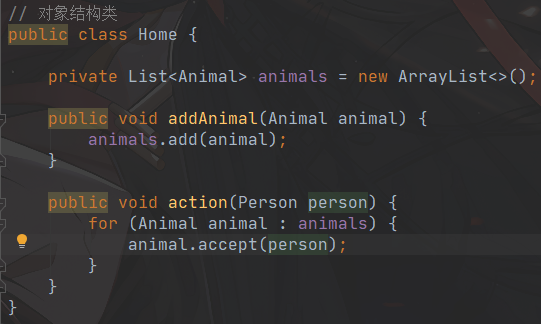 // 对象结构类
public class Home {
private List<Animal> animals = new ArrayList<>();
public void addAnimal(Animal animal) {
animals.add(animal);
}
public void action(Person person) {
for (Animal animal : animals) {
animal.accept(person);
}
}
}